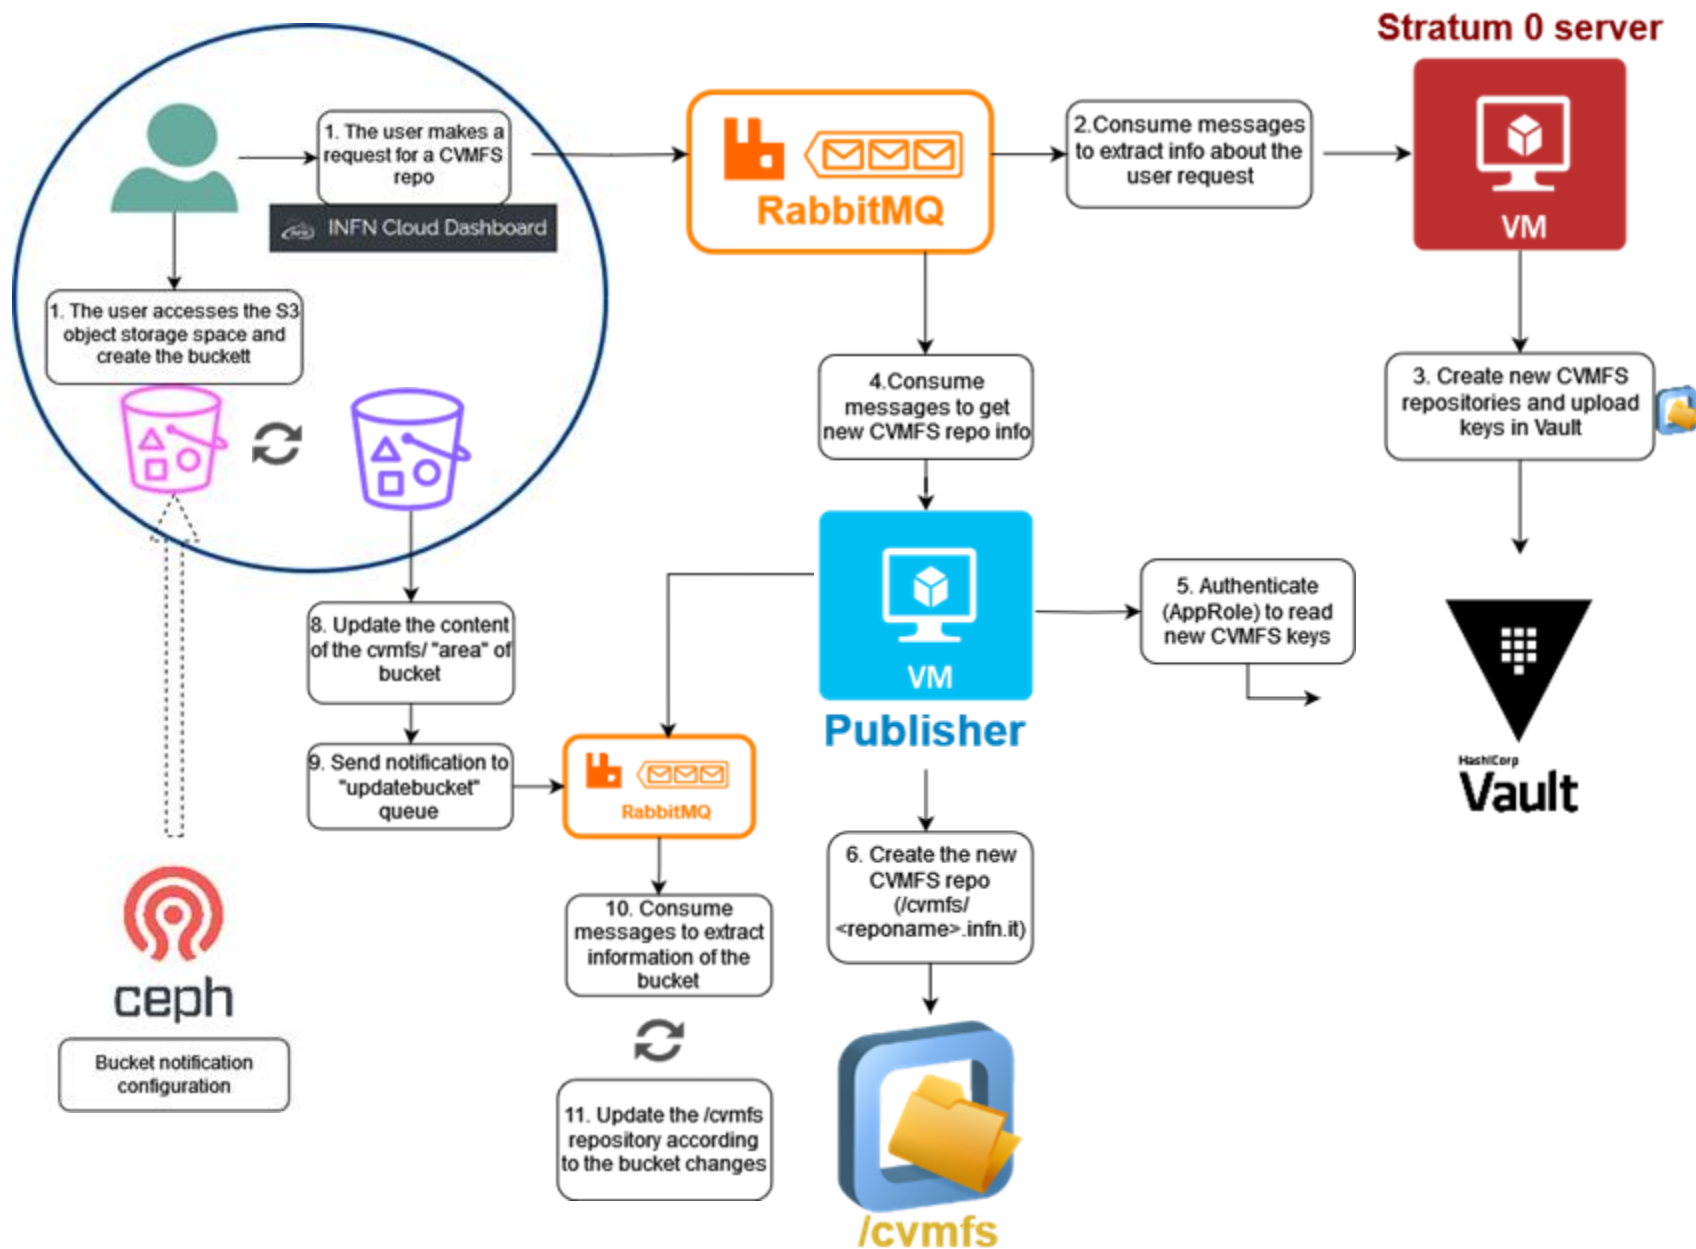 Stratum 0 server
1. The user makes a
request for a CVMFS
repo
INFN Cloud Dashboard
RabbitMQ
2.Consume messages
to extract info about the
user request
VM
1. The user accesses the S3
object storage space and
create the buckett
4.Consume
messages to get
new CVMFS repo info
3. Create new CVMFS
repositories and upload
keys in Vault
8. Update the content
of the cvmfs/ "area" of
bucket
VM
Publisher
5. Authenticate
(AppRole) to read
new CVMFS keys
HashiCorp
Vault
9. Send notification to
"updatebucket"
queue
RabbitMQ
6. Create the new
CVMFS repo
(/cvmfs/
<reponame>.infn.it)
10. Consume
messages to extract
information of the
bucket
ceph
Bucket notification
configuration
11. Update the /cvmfs
repository according
to the bucket changes
/cvmfs